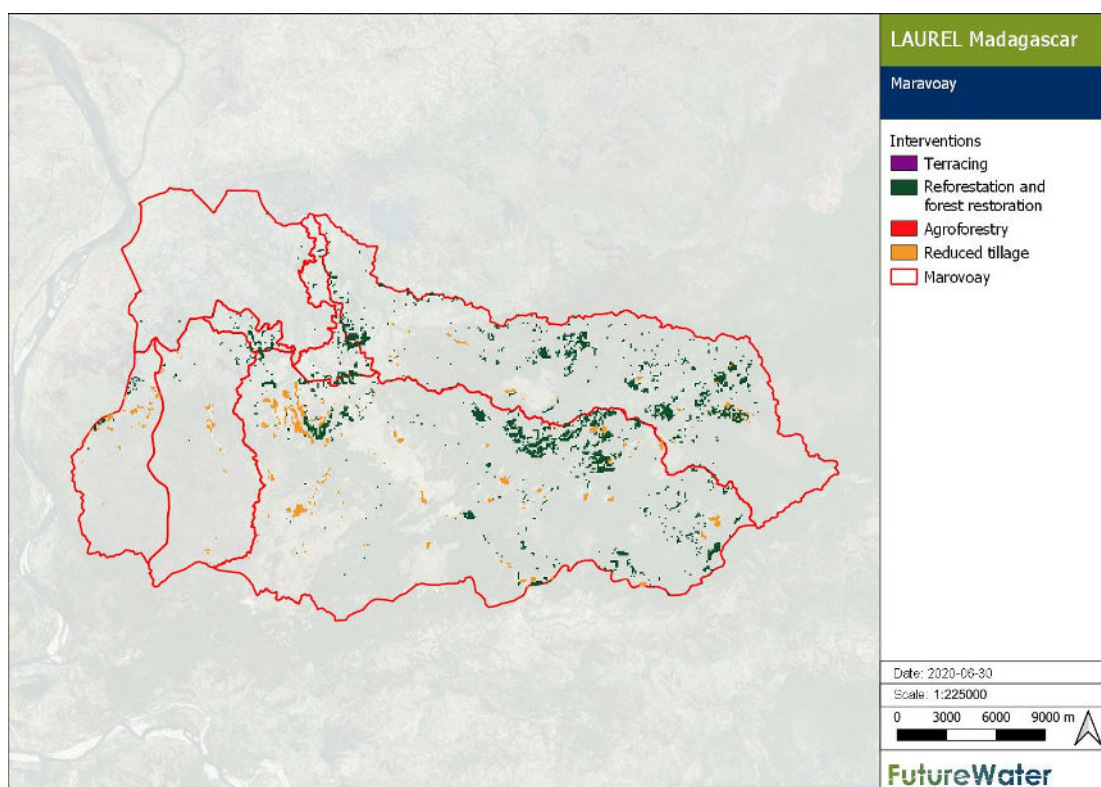 LAUREL Madagascar
Maravoay
Interventions
Terracing
Reforestation and
forest restoration
Agroforestry
Reduced tillage
Marovoay
Date: 2020-06-30
Scale: 1:225000
0 3000 6000 9000 m
FutureWater